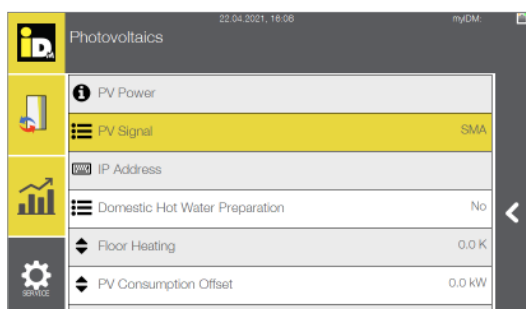 22.04.2021, 16:06
myiDM:
iD
M
Photovoltaics
PV Power
PV Signal SMA
IP Address
Domestic Hot Water Preparation No
Floor Heating 0.0 K
PV Consumption Offset 0.0 kW
SERVICE